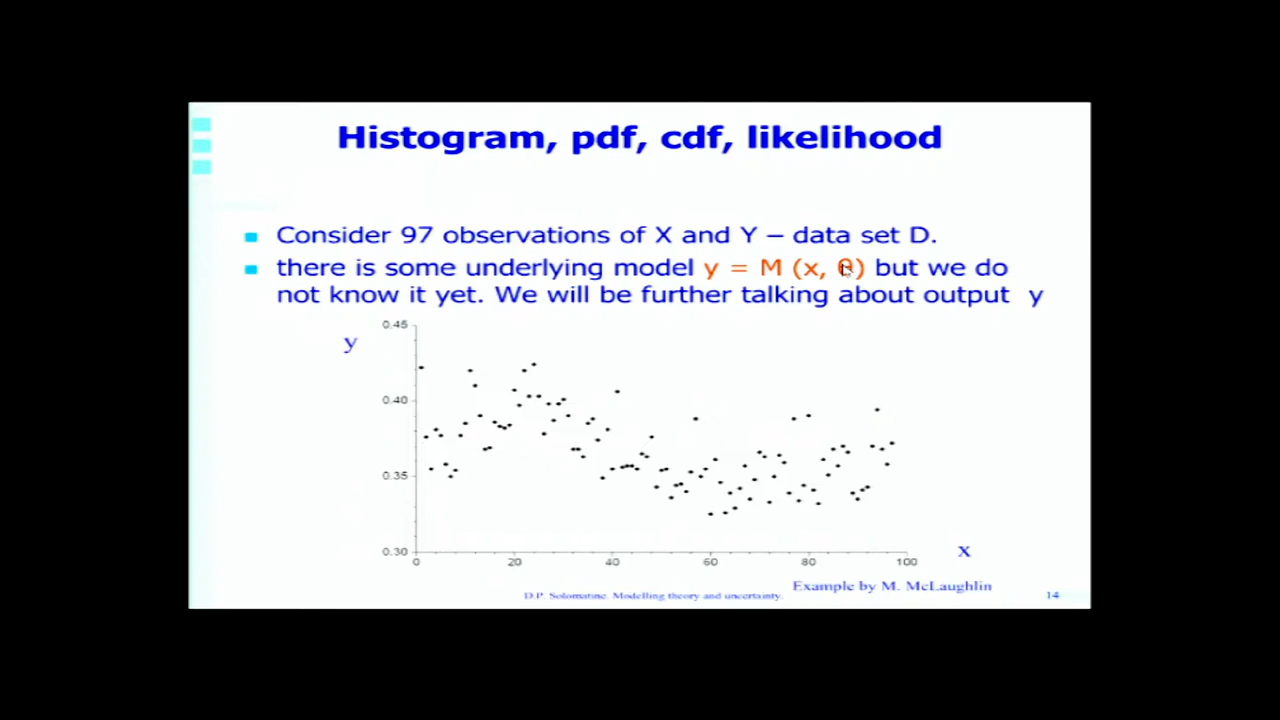 Histogram, pdf, cdf, likelihood
Consider 97 observations of X and Y – data set D.
there is some underlying model y = M (x, θ) but we do
not know it yet. We will be further talking about output y
y
0.45
0.40
0.35
0.30
0 20 40 60 80 100
x
Example by M. McLaughlin
D.P. Solomatine. Modelling theory and uncertainty.
14